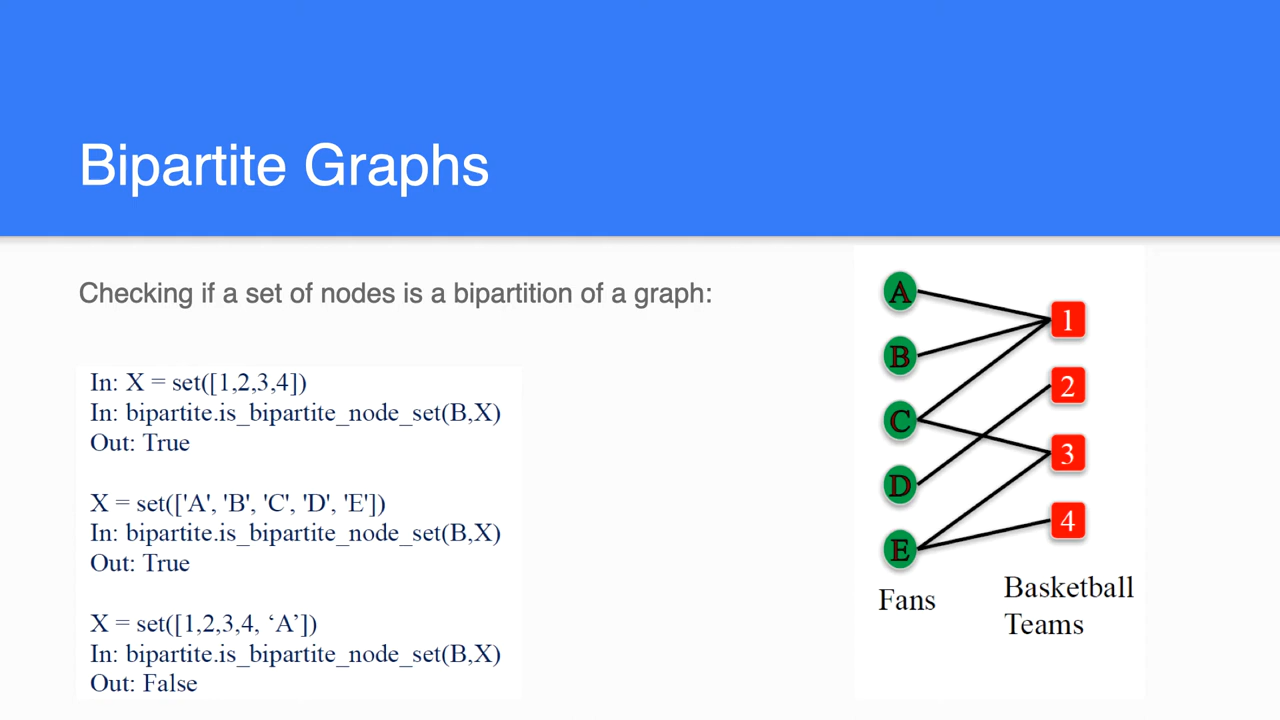 Bipartite Graphs
Checking if a set of nodes is a bipartition of a graph:
In: X = set([1,2,3,4])
In: bipartite.is_bipartite_node_set(B,X)
Out: True
X = set(['A', 'B', 'C', 'D', 'E'])
In: bipartite.is_bipartite_node_set(B,X)
Out: True
X = set([1,2,3,4, ‘A’])
In: bipartite.is_bipartite_node_set(B,X)
Out: False
A
B
C
D
E
Fans
1
2
3
4
Basketball
Teams